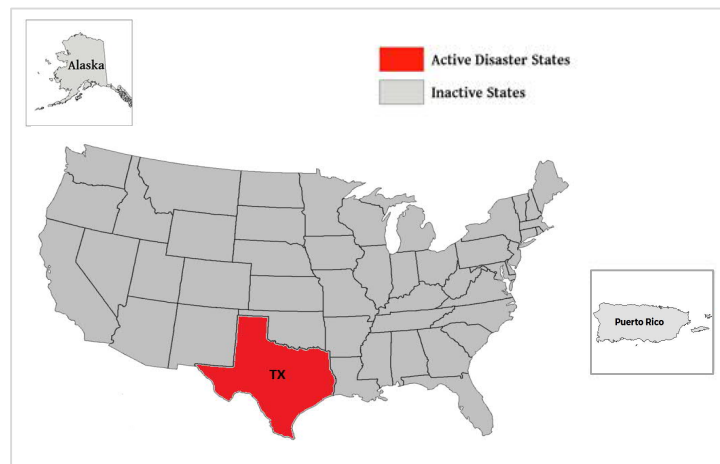 Alaska
Active Disaster States
Inactive States
Puerto Rico
TX